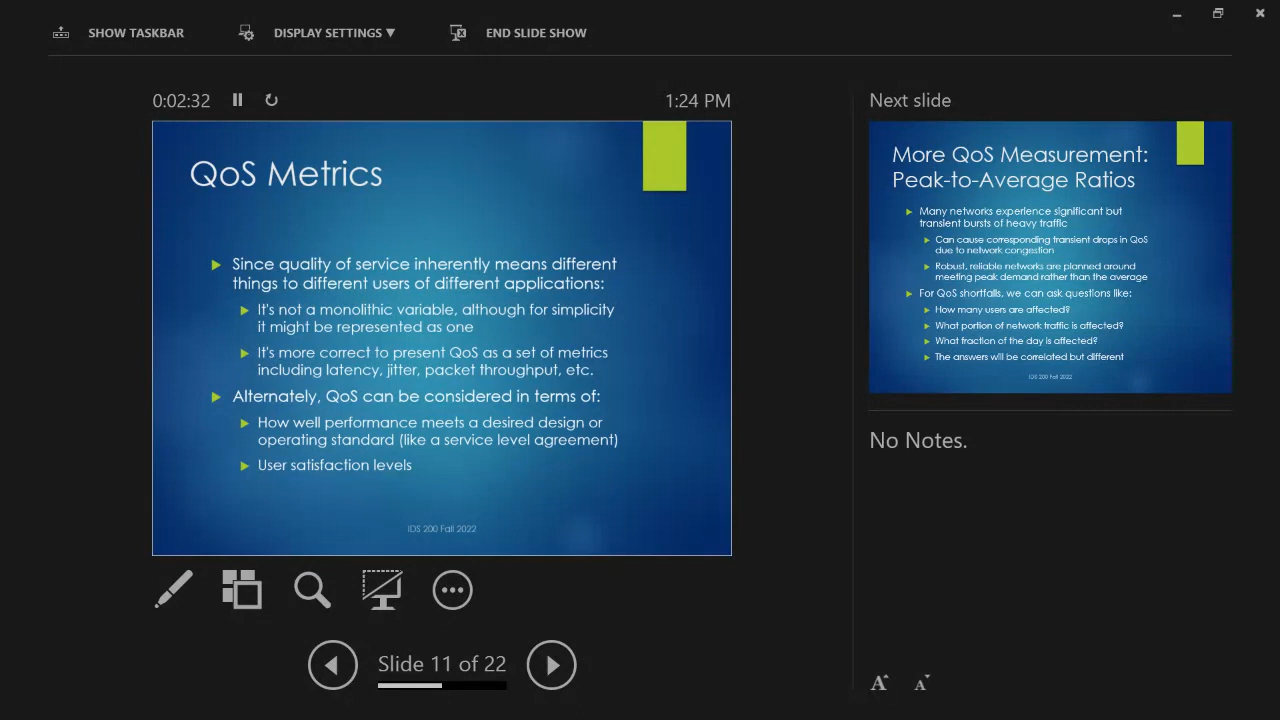 SHOW TASKBAR
DISPLAY SETTINGS ▼
END SLIDE SHOW
0:02:32
1:24 PM
QoS Metrics
Since quality of service inherently means different
things to different users of different applications:
It's not a monolithic variable, although for simplicity
it might be represented as one
It's more correct to present QoS as a set of metrics
including latency, jitter, packet throughput, etc.
Alternately, QoS can be considered in terms of:
How well performance meets a desired design or
operating standard (like a service level agreement)
User satisfaction levels
IDS 200 Fall 2022
Slide 11 of 22
Next slide
More QoS Measurement:
Peak-to-Average Ratios
Many networks experience significant but
transient bursts of heavy traffic
Can cause corresponding transient drops in QoS
due to network congestion
Robust, reliable networks are planned around
meeting peak demand rather than the average
For QoS shortfalls, we can ask questions like:
How many users are affected?
What portion of network traffic is affected?
What fraction of the day is affected?
The answers will be correlated but different
IDS 200 Fall 2022
No Notes.
A A